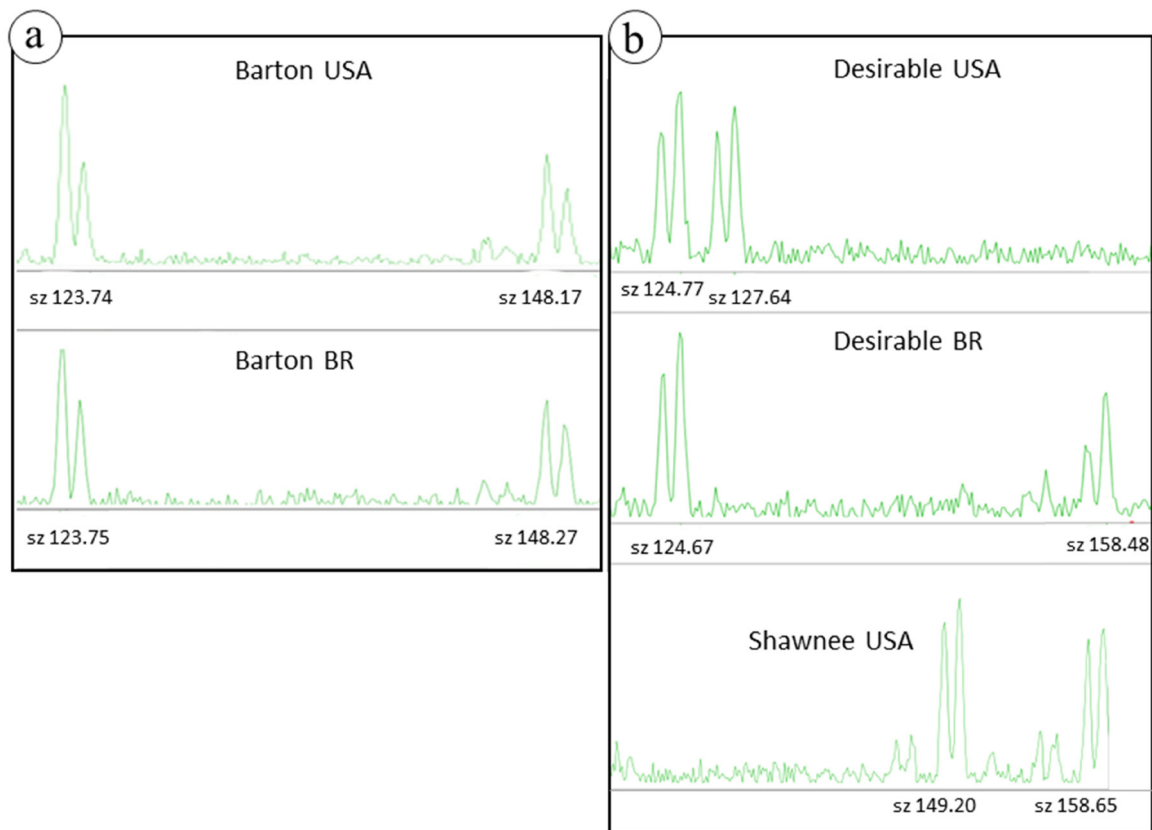 a
Barton USA
sz 123.74
sz 148.17
Barton BR
sz 123.75
sz 148.27
b
Desirable USA
sz 124.77
sz 127.64
Desirable BR
sz 124.67
sz 158.48
Shawnee USA
sz 149.20
sz 158.65